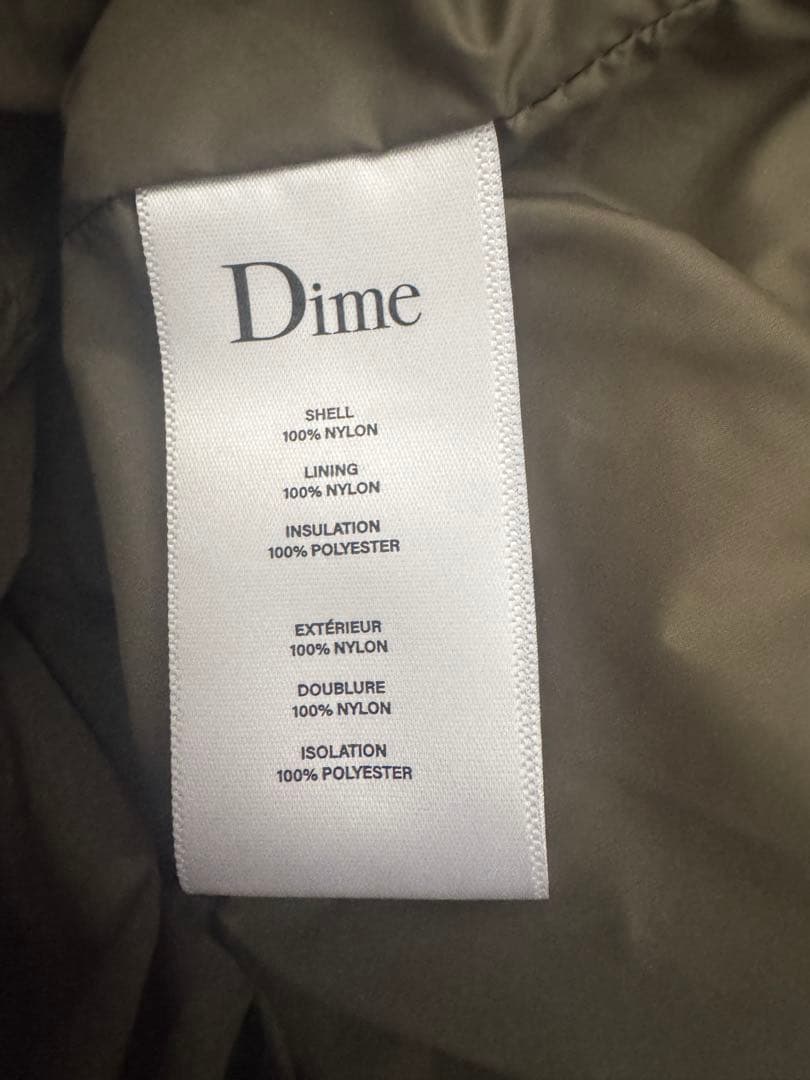 Dime
SHELL
100% NYLON
LINING
100% NYLON
INSULATION
100% POLYESTER
EXTÉRIEUR
100% NYLON
DOUBLURE
100% NYLON
ISOLATION
100% POLYESTER